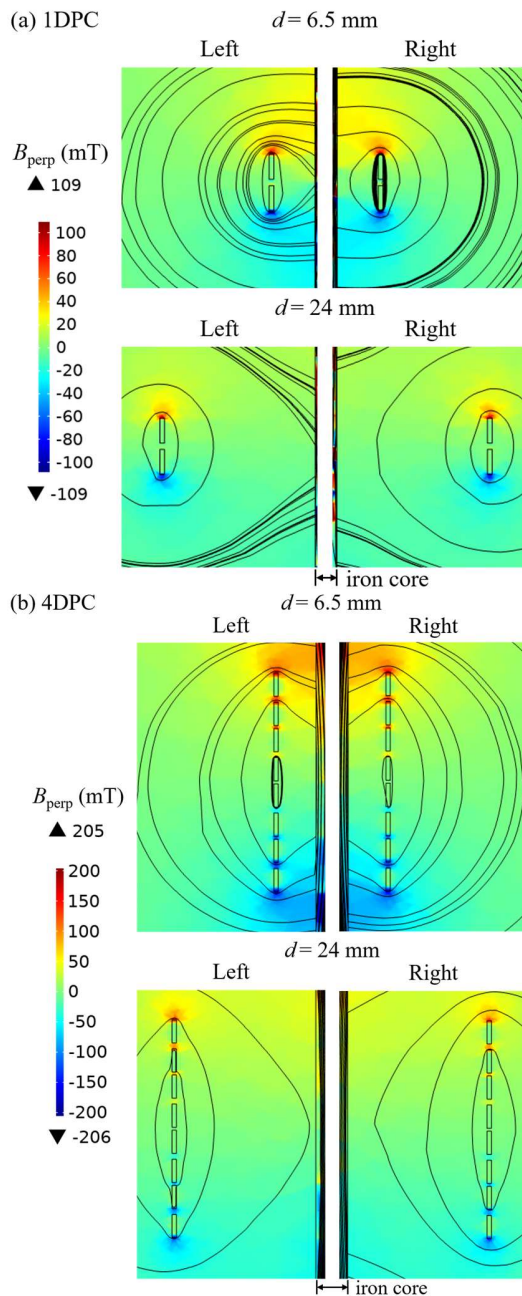 (a) 1DPC
d = 6.5 mm
Left
Right
B_perp (mT)
▲ 109
100
80
60
40
20
0
-20
-40
-60
-80
-100
▼ -109
d = 24 mm
Left
Right
iron core
(b) 4DPC
d = 6.5 mm
Left
Right
B_perp (mT)
▲ 205
200
150
100
50
0
-50
-100
-150
-200
▼ -206
d = 24 mm
Left
Right
iron core